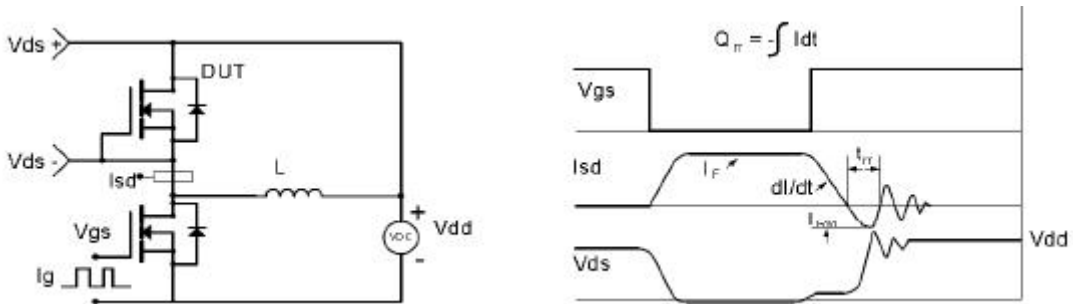 Vds +
DUT
Vds -
Isd
L
Vgs
Ig
+
VDC
-
Vdd
Q rr = - ∫ Idt
Vgs
Isd
I F
dI/dt
t rr
I RRM
Vds
Vdd